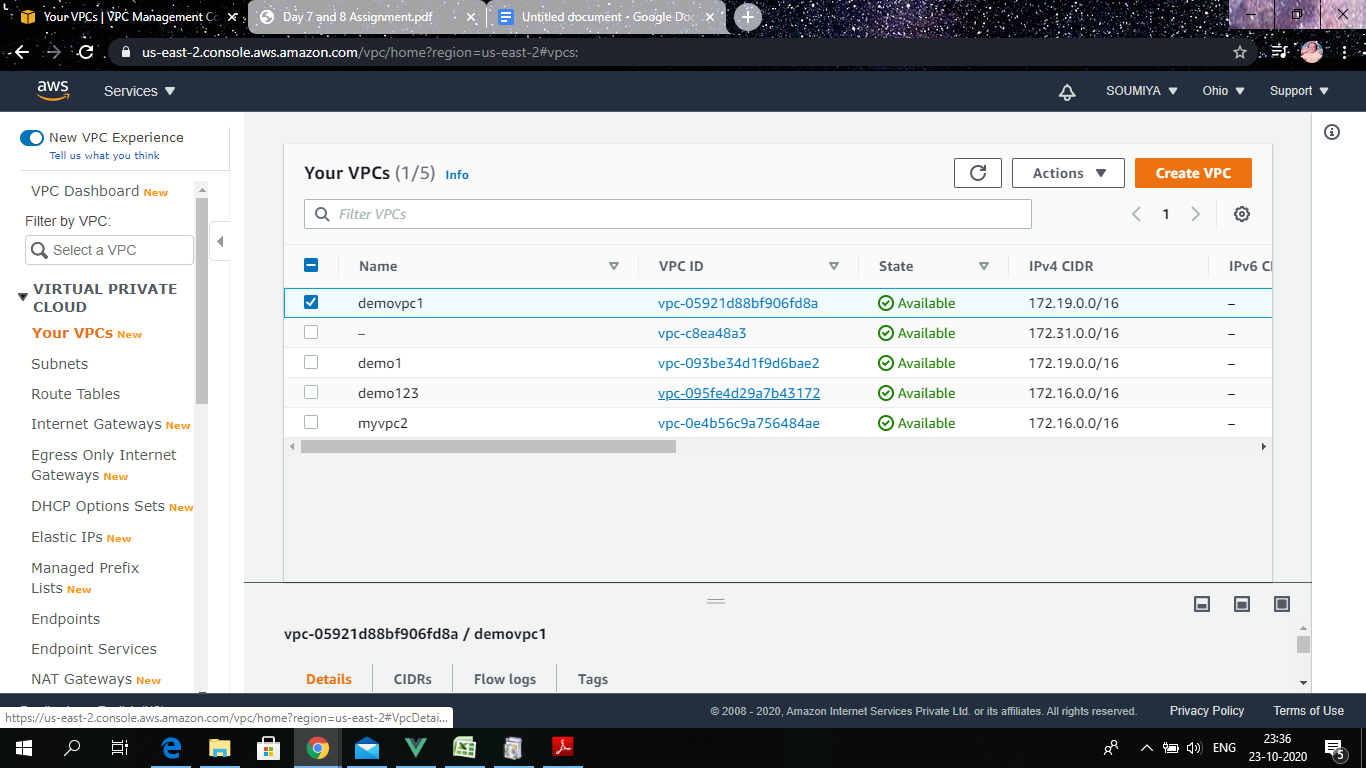 Your VPCs | VPC Management Co
Day 7 and 8 Assignment.pdf
Untitled document - Google Doc
us-east-2.console.aws.amazon.com/vpc/home?region=us-east-2#vpcs:
aws
Services
SOUMIYA
Ohio
Support
New VPC Experience
Tell us what you think
VPC Dashboard New
Filter by VPC:
Select a VPC
VIRTUAL PRIVATE
CLOUD
Your VPCs New
Subnets
Route Tables
Internet Gateways New
Egress Only Internet
Gateways New
DHCP Options Sets New
Elastic IPs New
Managed Prefix
Lists New
Endpoints
Endpoint Services
NAT Gateways New
Your VPCs (1/5) Info
Actions
Create VPC
Filter VPCs
1
Name VPC ID State IPv4 CIDR IPv6 CI
demovpc1 vpc-05921d88bf906fd8a Available 172.19.0.0/16 –
– vpc-c8ea48a3 Available 172.31.0.0/16 –
demo1 vpc-093be34d1f9d6bae2 Available 172.19.0.0/16 –
demo123 vpc-095fe4d29a7b43172 Available 172.16.0.0/16 –
myvpc2 vpc-0e4b56c9a756484ae Available 172.16.0.0/16 –
vpc-05921d88bf906fd8a / demovpc1
Details CIDRs Flow logs Tags
https://us-east-2.console.aws.amazon.com/vpc/home?region=us-east-2#VpcDetai...
© 2008 - 2020, Amazon Internet Services Private Ltd. or its affiliates. All rights reserved.
Privacy Policy
Terms of Use
ENG
23:36
23-10-2020
5